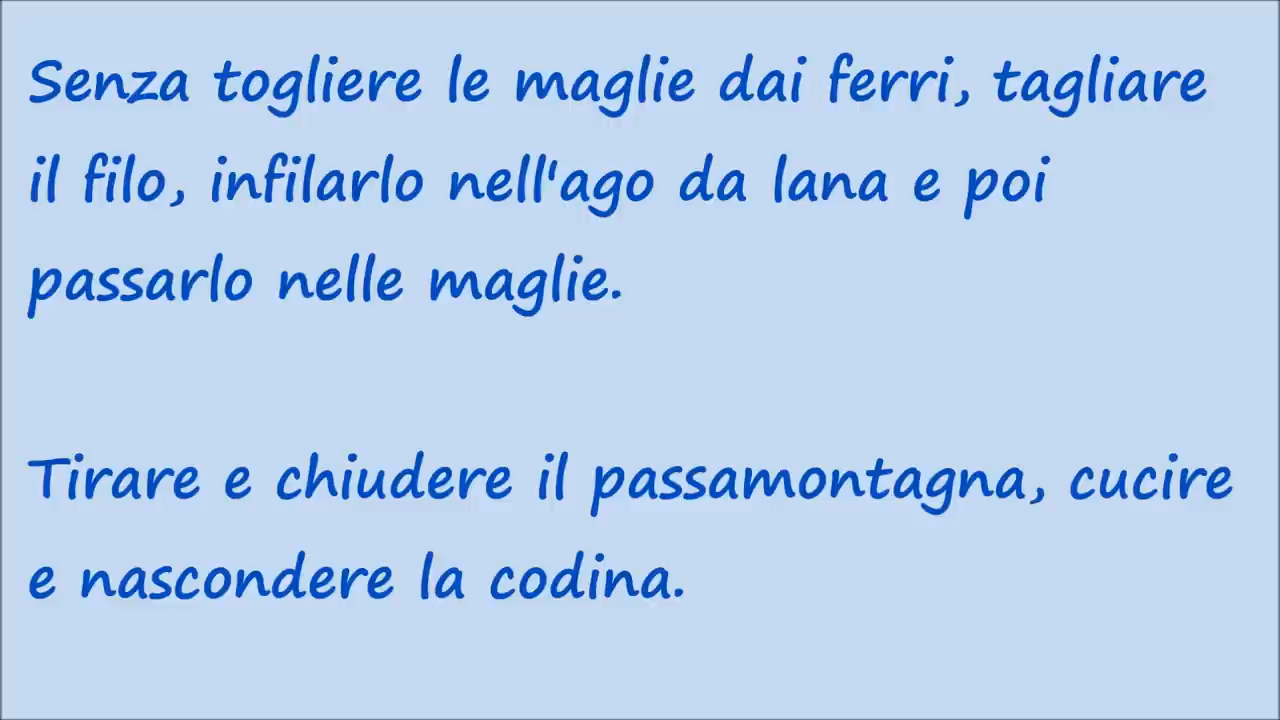 Senza togliere le maglie dai ferri, tagliare
il filo, infilarlo nell'ago da lana e poi
passarlo nelle maglie.
Tirare e chiudere il passamontagna, cucire
e nascondere la codina.